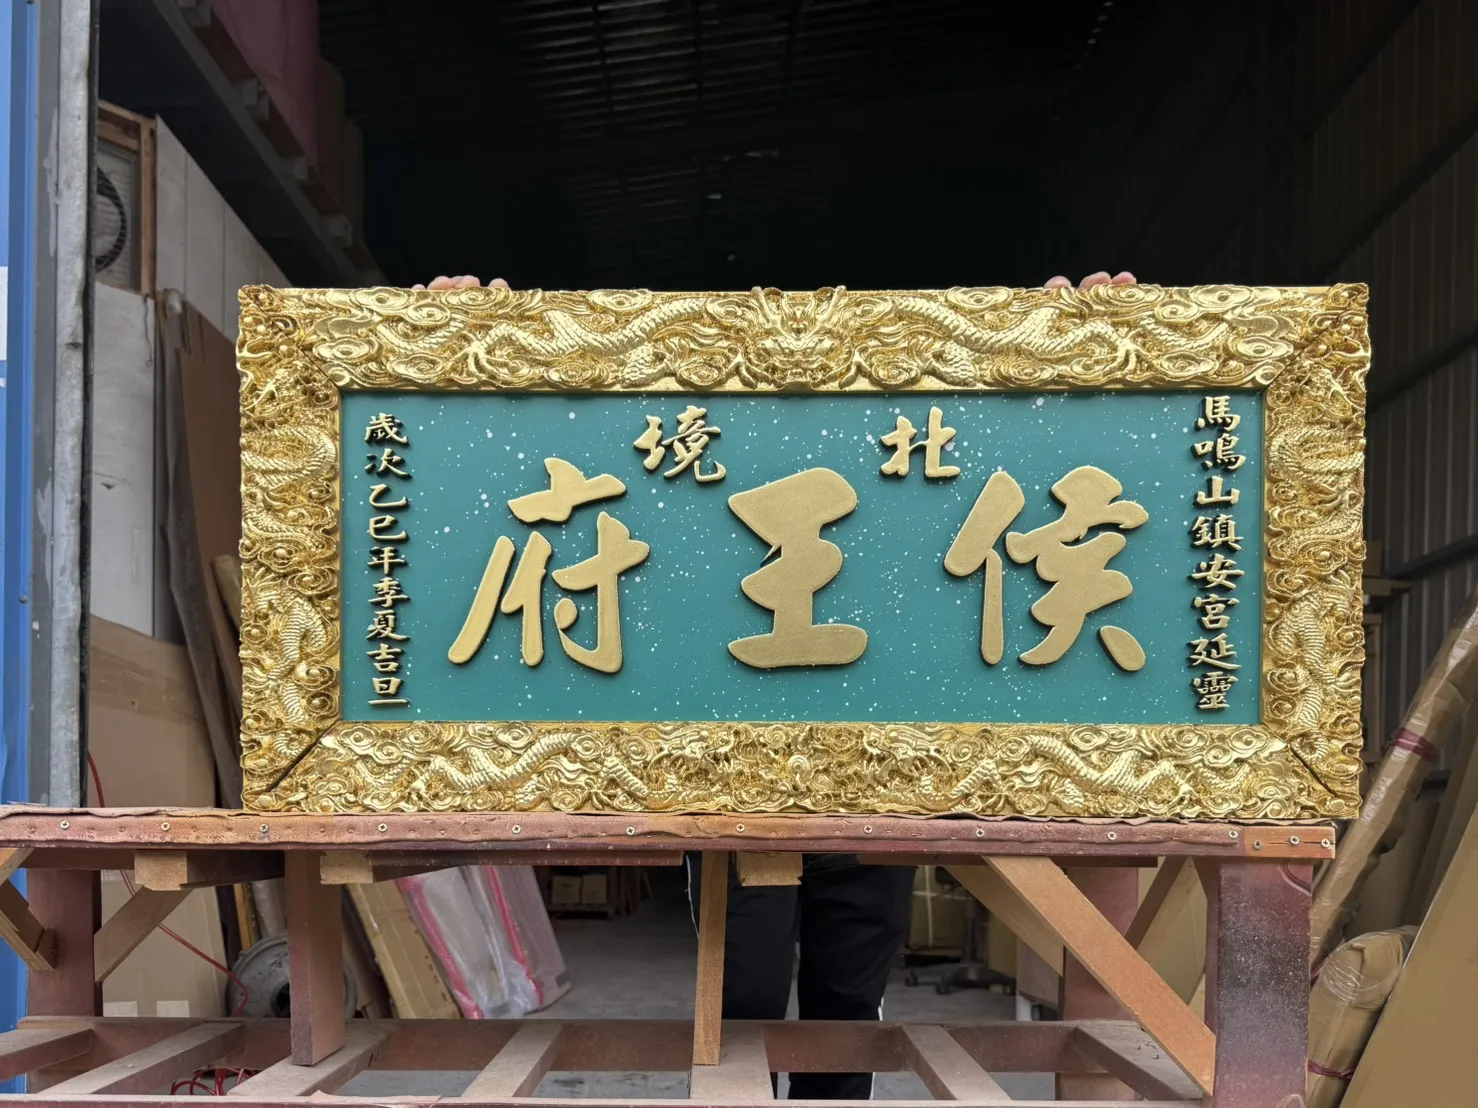 馬鳴山鎮安宮延靈
北境
侯王府
歲次乙巳年季夏吉旦